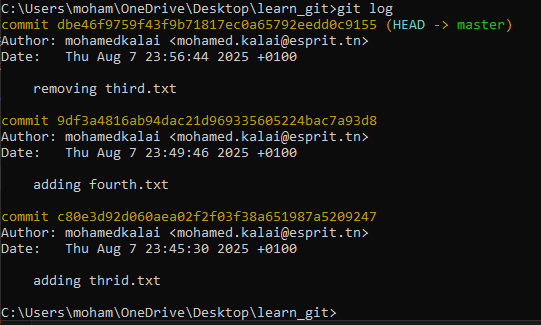 C:\Users\moham\OneDrive\Desktop\learn_git>git log
commit dbe46f9759f43f9b71817ec0a65792eedd0c9155 (HEAD -> master)
Author: mohamedkalai <mohamed.kalai@esprit.tn>
Date:   Thu Aug 7 23:56:44 2025 +0100
    removing third.txt
commit 9df3a4816ab94dac21d969335605224bac7a93d8
Author: mohamedkalai <mohamed.kalai@esprit.tn>
Date:   Thu Aug 7 23:49:46 2025 +0100
    adding fourth.txt
commit c80e3d92d060aea02f2f03f38a651987a5209247
Author: mohamedkalai <mohamed.kalai@esprit.tn>
Date:   Thu Aug 7 23:45:30 2025 +0100
    adding thrid.txt
C:\Users\moham\OneDrive\Desktop\learn_git>